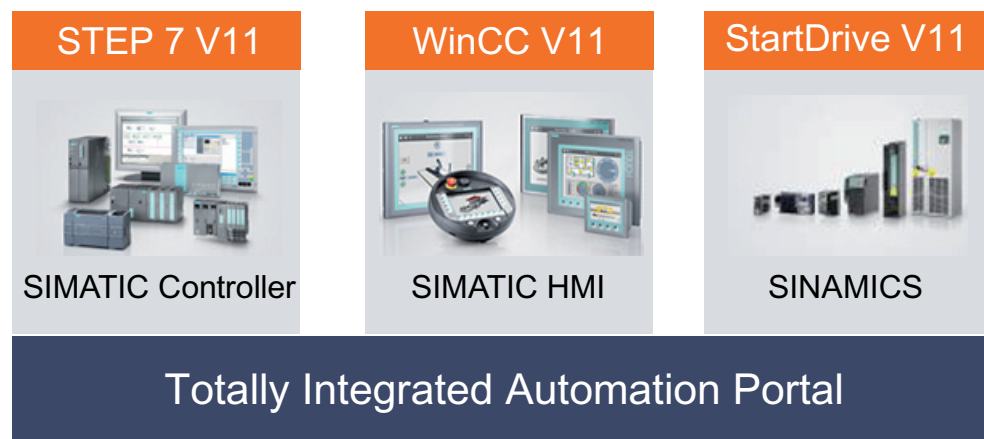 STEP 7 V11
WinCC V11
StartDrive V11
SIMATIC Controller
SIMATIC HMI
SINAMICS
Totally Integrated Automation Portal